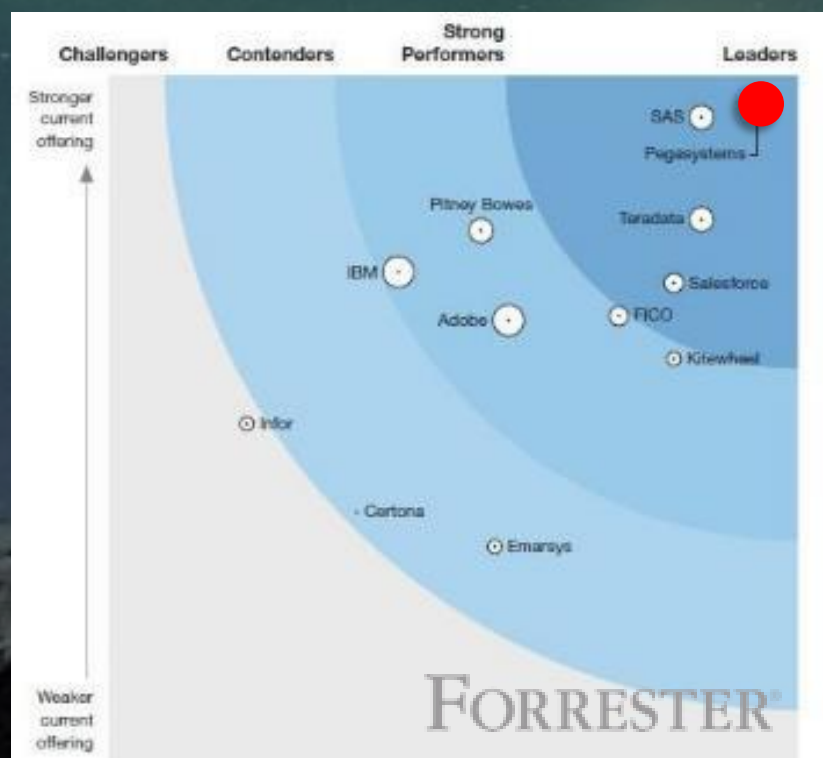 Challengers
Contenders
Strong
Performers
Leaders
Stronger
current
offering
SAS
Pegasystems
Pitney Bowes
Teradata
IBM
Salesforce
Adobe
FICO
Kitewheel
Infor
Certona
Emarsys
Weaker
current
offering
FORRESTER®